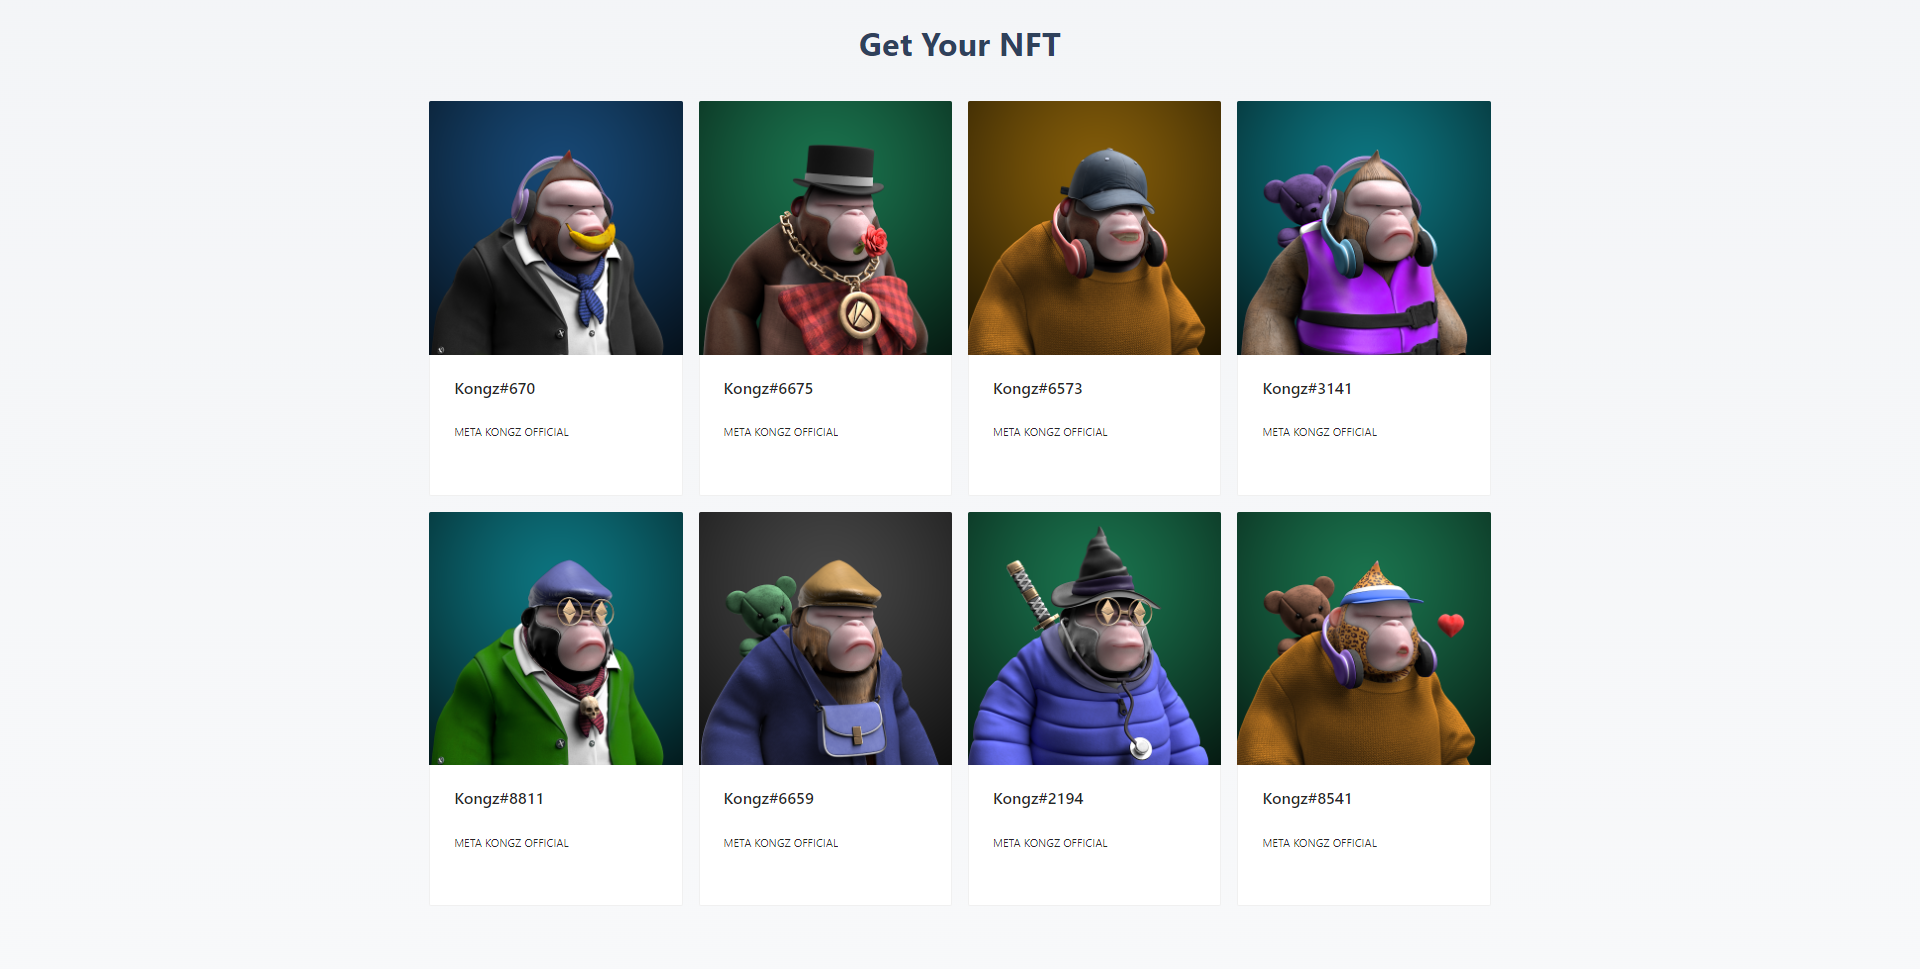 Get Your NFT
Kongz#670
META KONGZ OFFICIAL
Kongz#6675
META KONGZ OFFICIAL
Kongz#6573
META KONGZ OFFICIAL
Kongz#3141
META KONGZ OFFICIAL
Kongz#8811
META KONGZ OFFICIAL
Kongz#6659
META KONGZ OFFICIAL
Kongz#2194
META KONGZ OFFICIAL
Kongz#8541
META KONGZ OFFICIAL